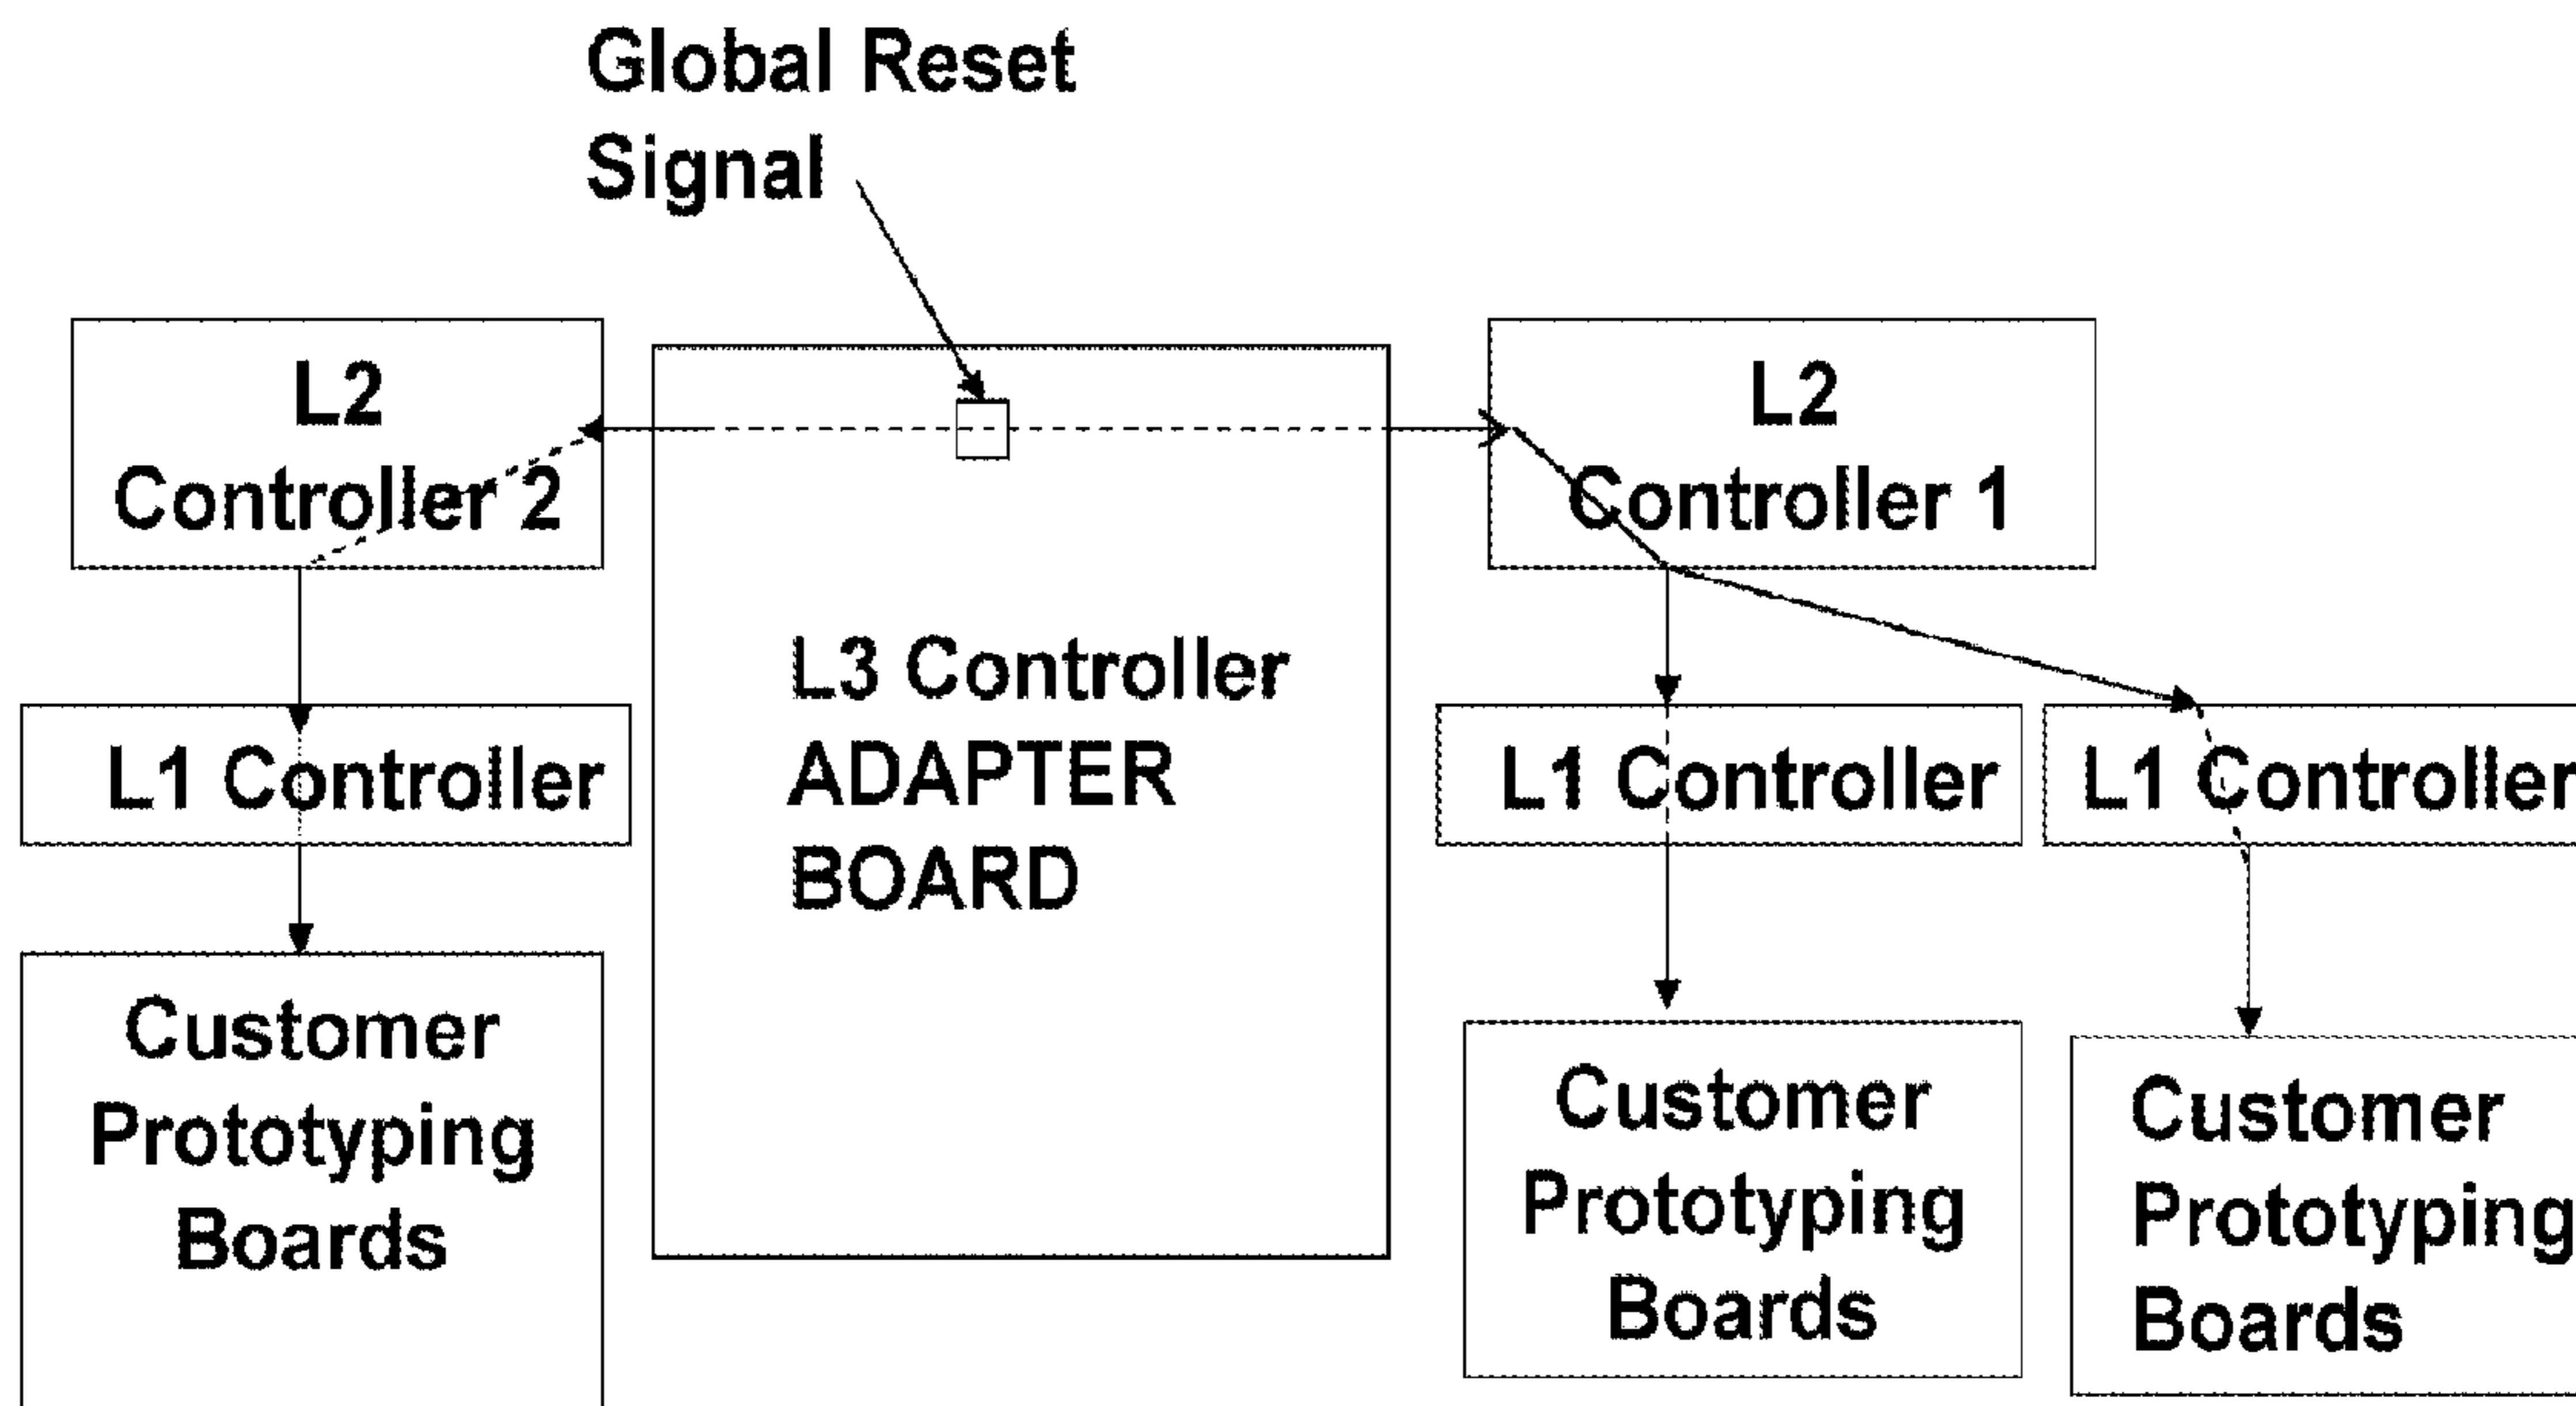 Global Reset
Signal
L2
Controller 2
L2
Controller 1
L3 Controller
ADAPTER
BOARD
L1 Controller
L1 Controller
L1 Controller
Customer
Prototyping
Boards
Customer
Prototyping
Boards
Customer
Prototyping
Boards